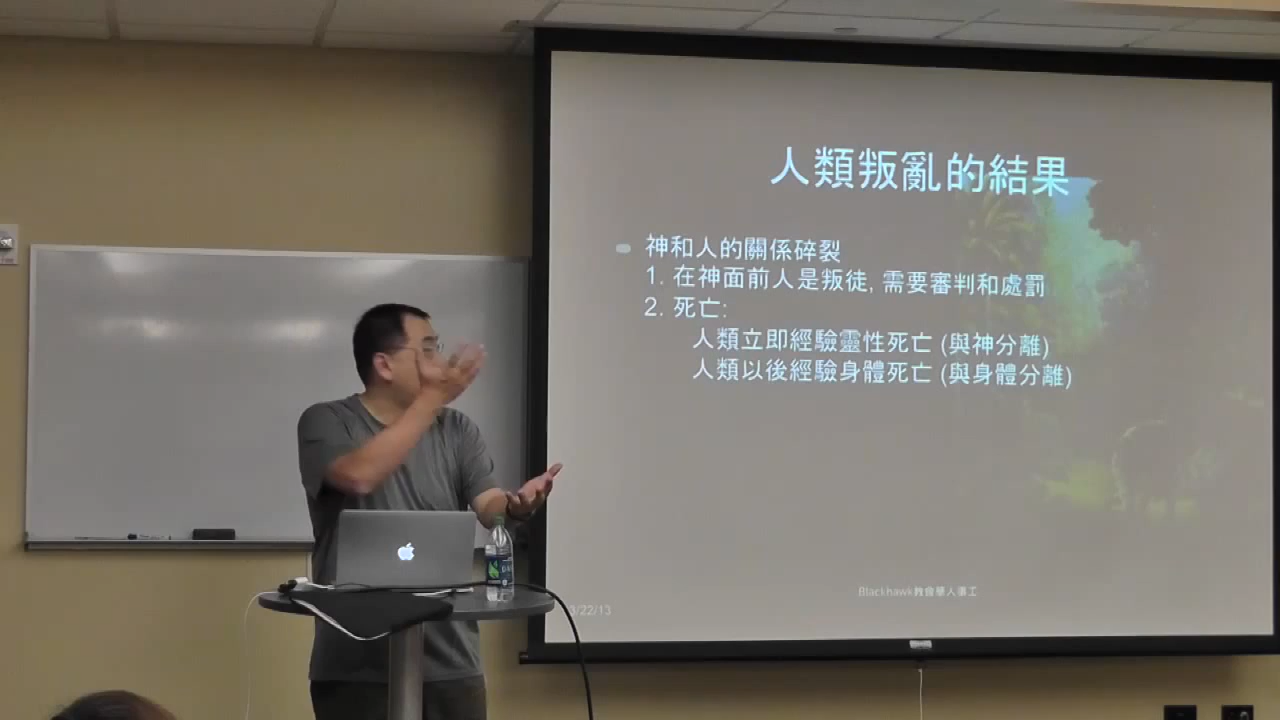 人類叛亂的結果
神和人的關係碎裂
1. 在神面前人是叛徒, 需要審判和處罰
2. 死亡:
人類立即經驗靈性死亡 (與神分離)
人類以後經驗身體死亡 (與身體分離)
Blackhawk教會華人事工
/22/13